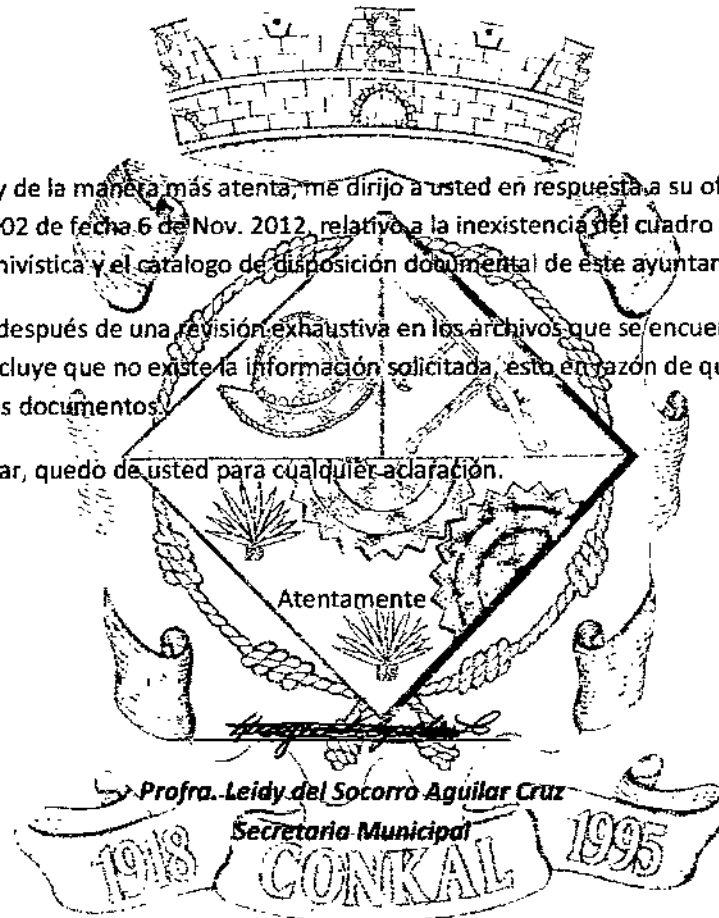 y de la manera más atenta, me dirijo a usted en respuesta a su of
02 de fecha 6 de Nov. 2012, relativo a la inexistencia del cuadro
nivística y el catalogo de disposición documental de este ayuntar
después de una revisión exhaustiva en los archivos que se encuer
cluye que no existe la información solicitada, esto en razón de qu
s documentos.
ar, quedo de usted para cualquier aclaración.
Atentamente
Profra. Leidy del Socorro Aguilar Cruz
Secretaria Municipal
1918 CONKAL 1995